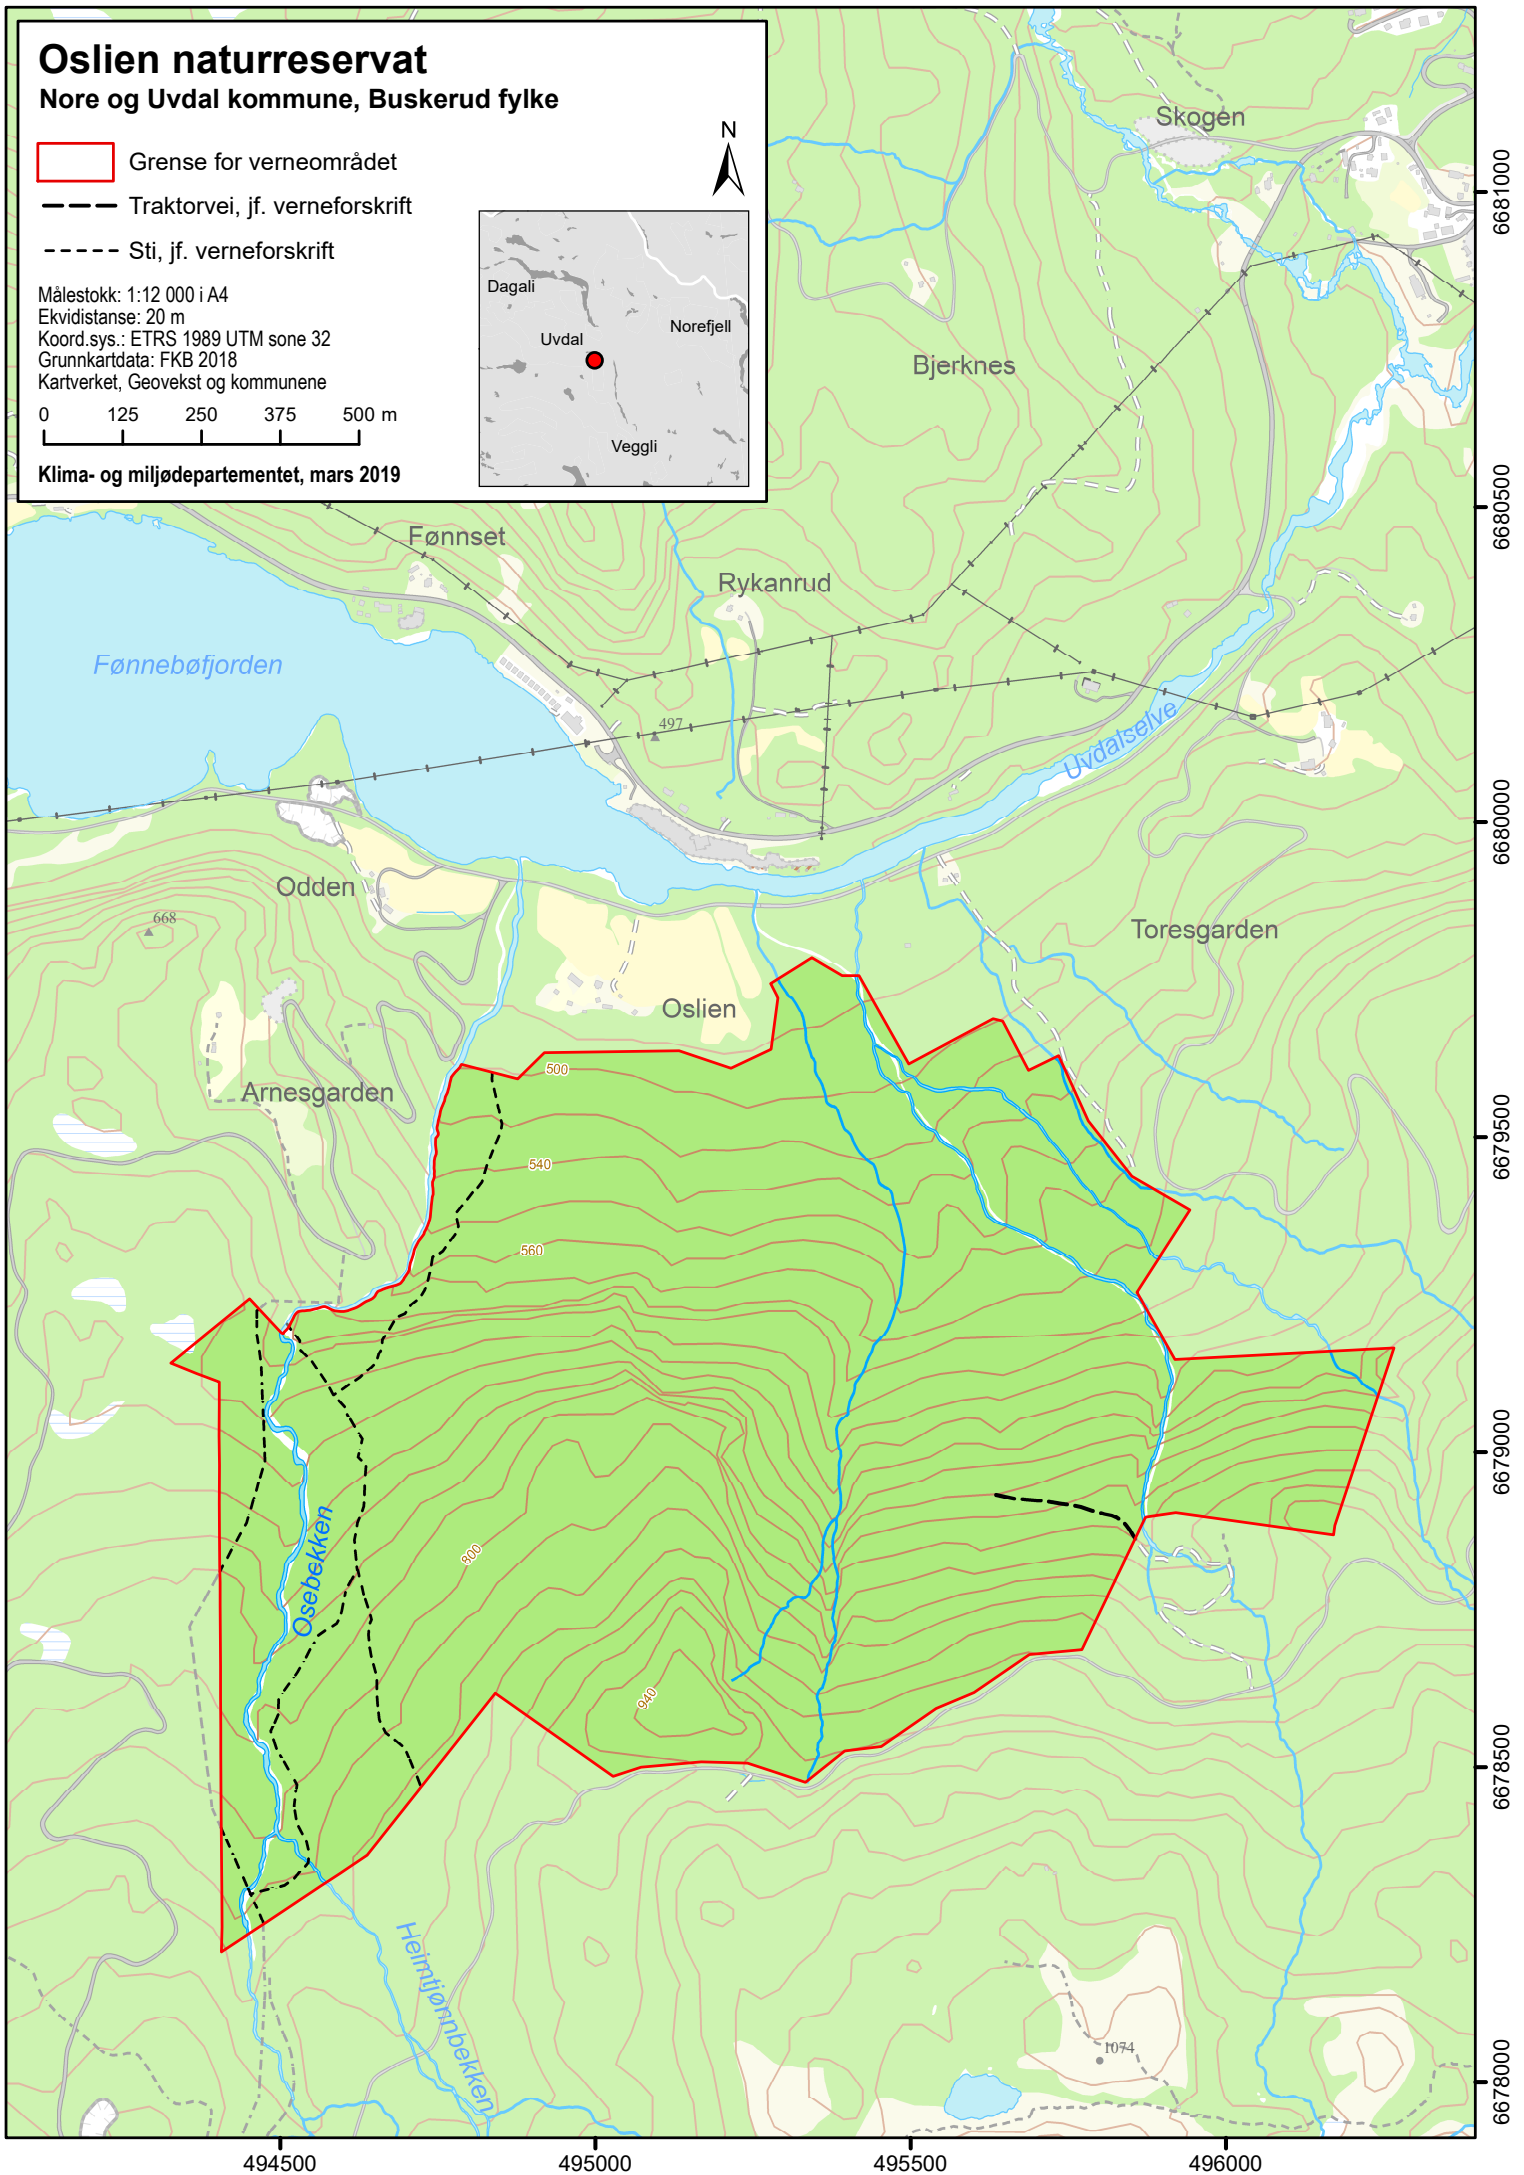 Oslien naturreservat
Nore og Uvdal kommune, Buskerud fylke
N
Grense for verneområdet
Traktorvei, jf. verneforskrift
Sti, jf. verneforskrift
Målestokk: 1:12 000 i A4
Ekvidistanse: 20 m
Koord.sys.: ETRS 1989 UTM sone 32
Grunnkartdata: FKB 2018
Kartverket, Geovekst og kommunene
0 125 250 375 500 m
Klima- og miljødepartementet, mars 2019
Dagali
Norefjell
Uvdal
Veggli
Skogen
6681000
Bjerknes
6680500
Fønnset
Rykanrud
Fønnebøfjorden
497
Uvdalselve
6680000
Odden
668
Toresgarden
Oslien
500
Arnesgarden
6679500
540
560
6679000
Osebekken
800
940
6678500
Heimtjønnbekken
1074
6678000
494500
495000
495500
496000